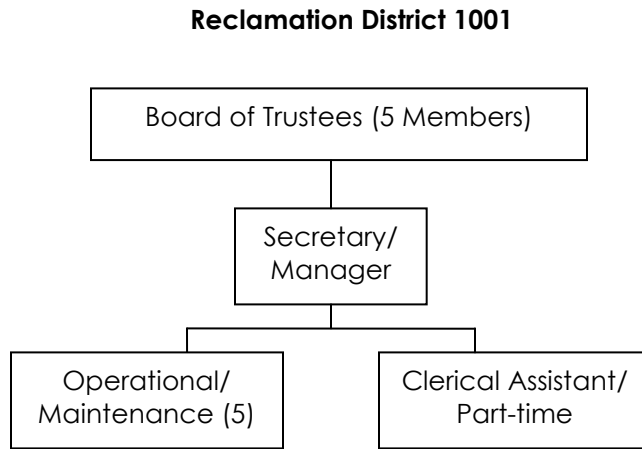 Reclamation District 1001
Board of Trustees (5 Members)
Secretary/
Manager
Operational/
Maintenance (5)
Clerical Assistant/
Part-time